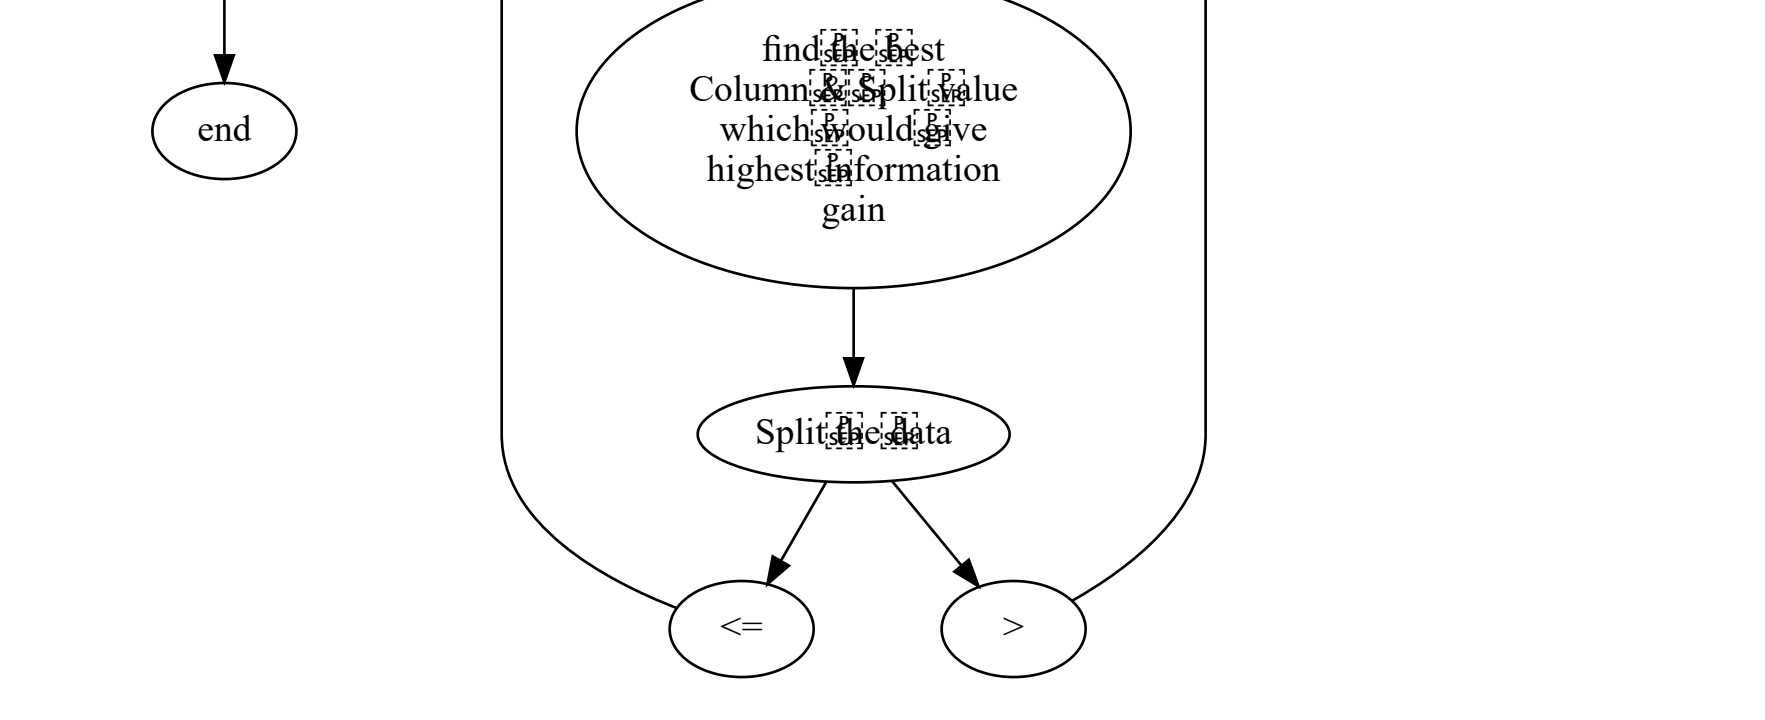 find the best
Column & Split value
which would give
highest information
gain
end
Split the data
<=
>